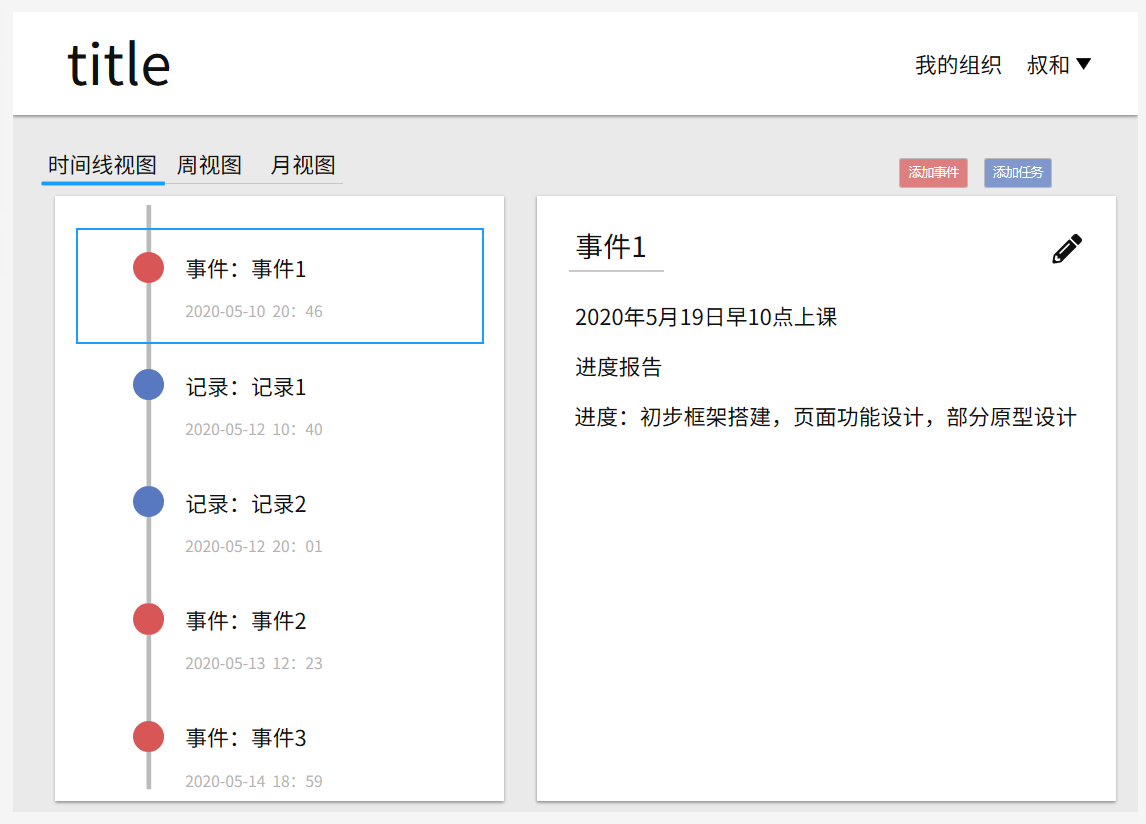 title
我的组织 叔和
时间线视图 周视图 月视图
添加事件 添加任务
事件：事件1
2020-05-10 20：46
记录：记录1
2020-05-12 10：40
记录：记录2
2020-05-12 20：01
事件：事件2
2020-05-13 12：23
事件：事件3
2020-05-14 18：59
事件1
2020年5月19日早10点上课
进度报告
进度：初步框架搭建，页面功能设计，部分原型设计